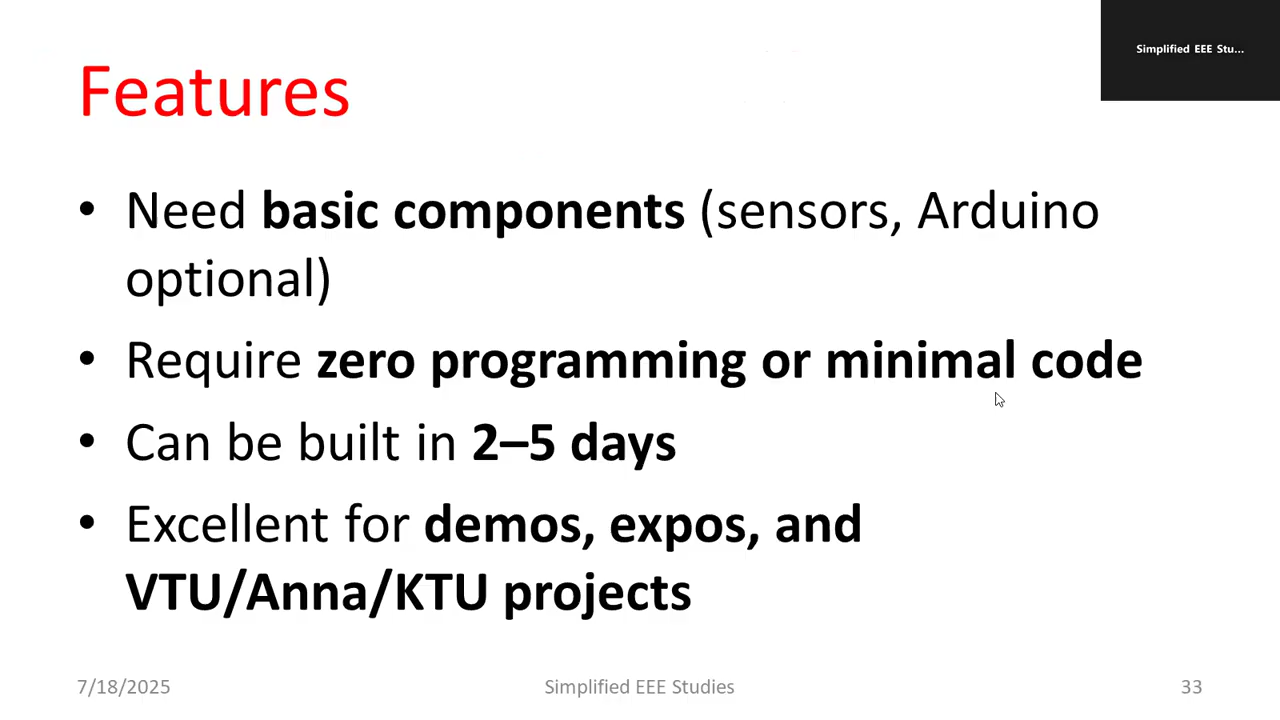 Simplified EEE Stu...
Features
• Need basic components (sensors, Arduino
optional)
• Require zero programming or minimal code
• Can be built in 2–5 days
• Excellent for demos, expos, and
VTU/Anna/KTU projects
7/18/2025
Simplified EEE Studies
33